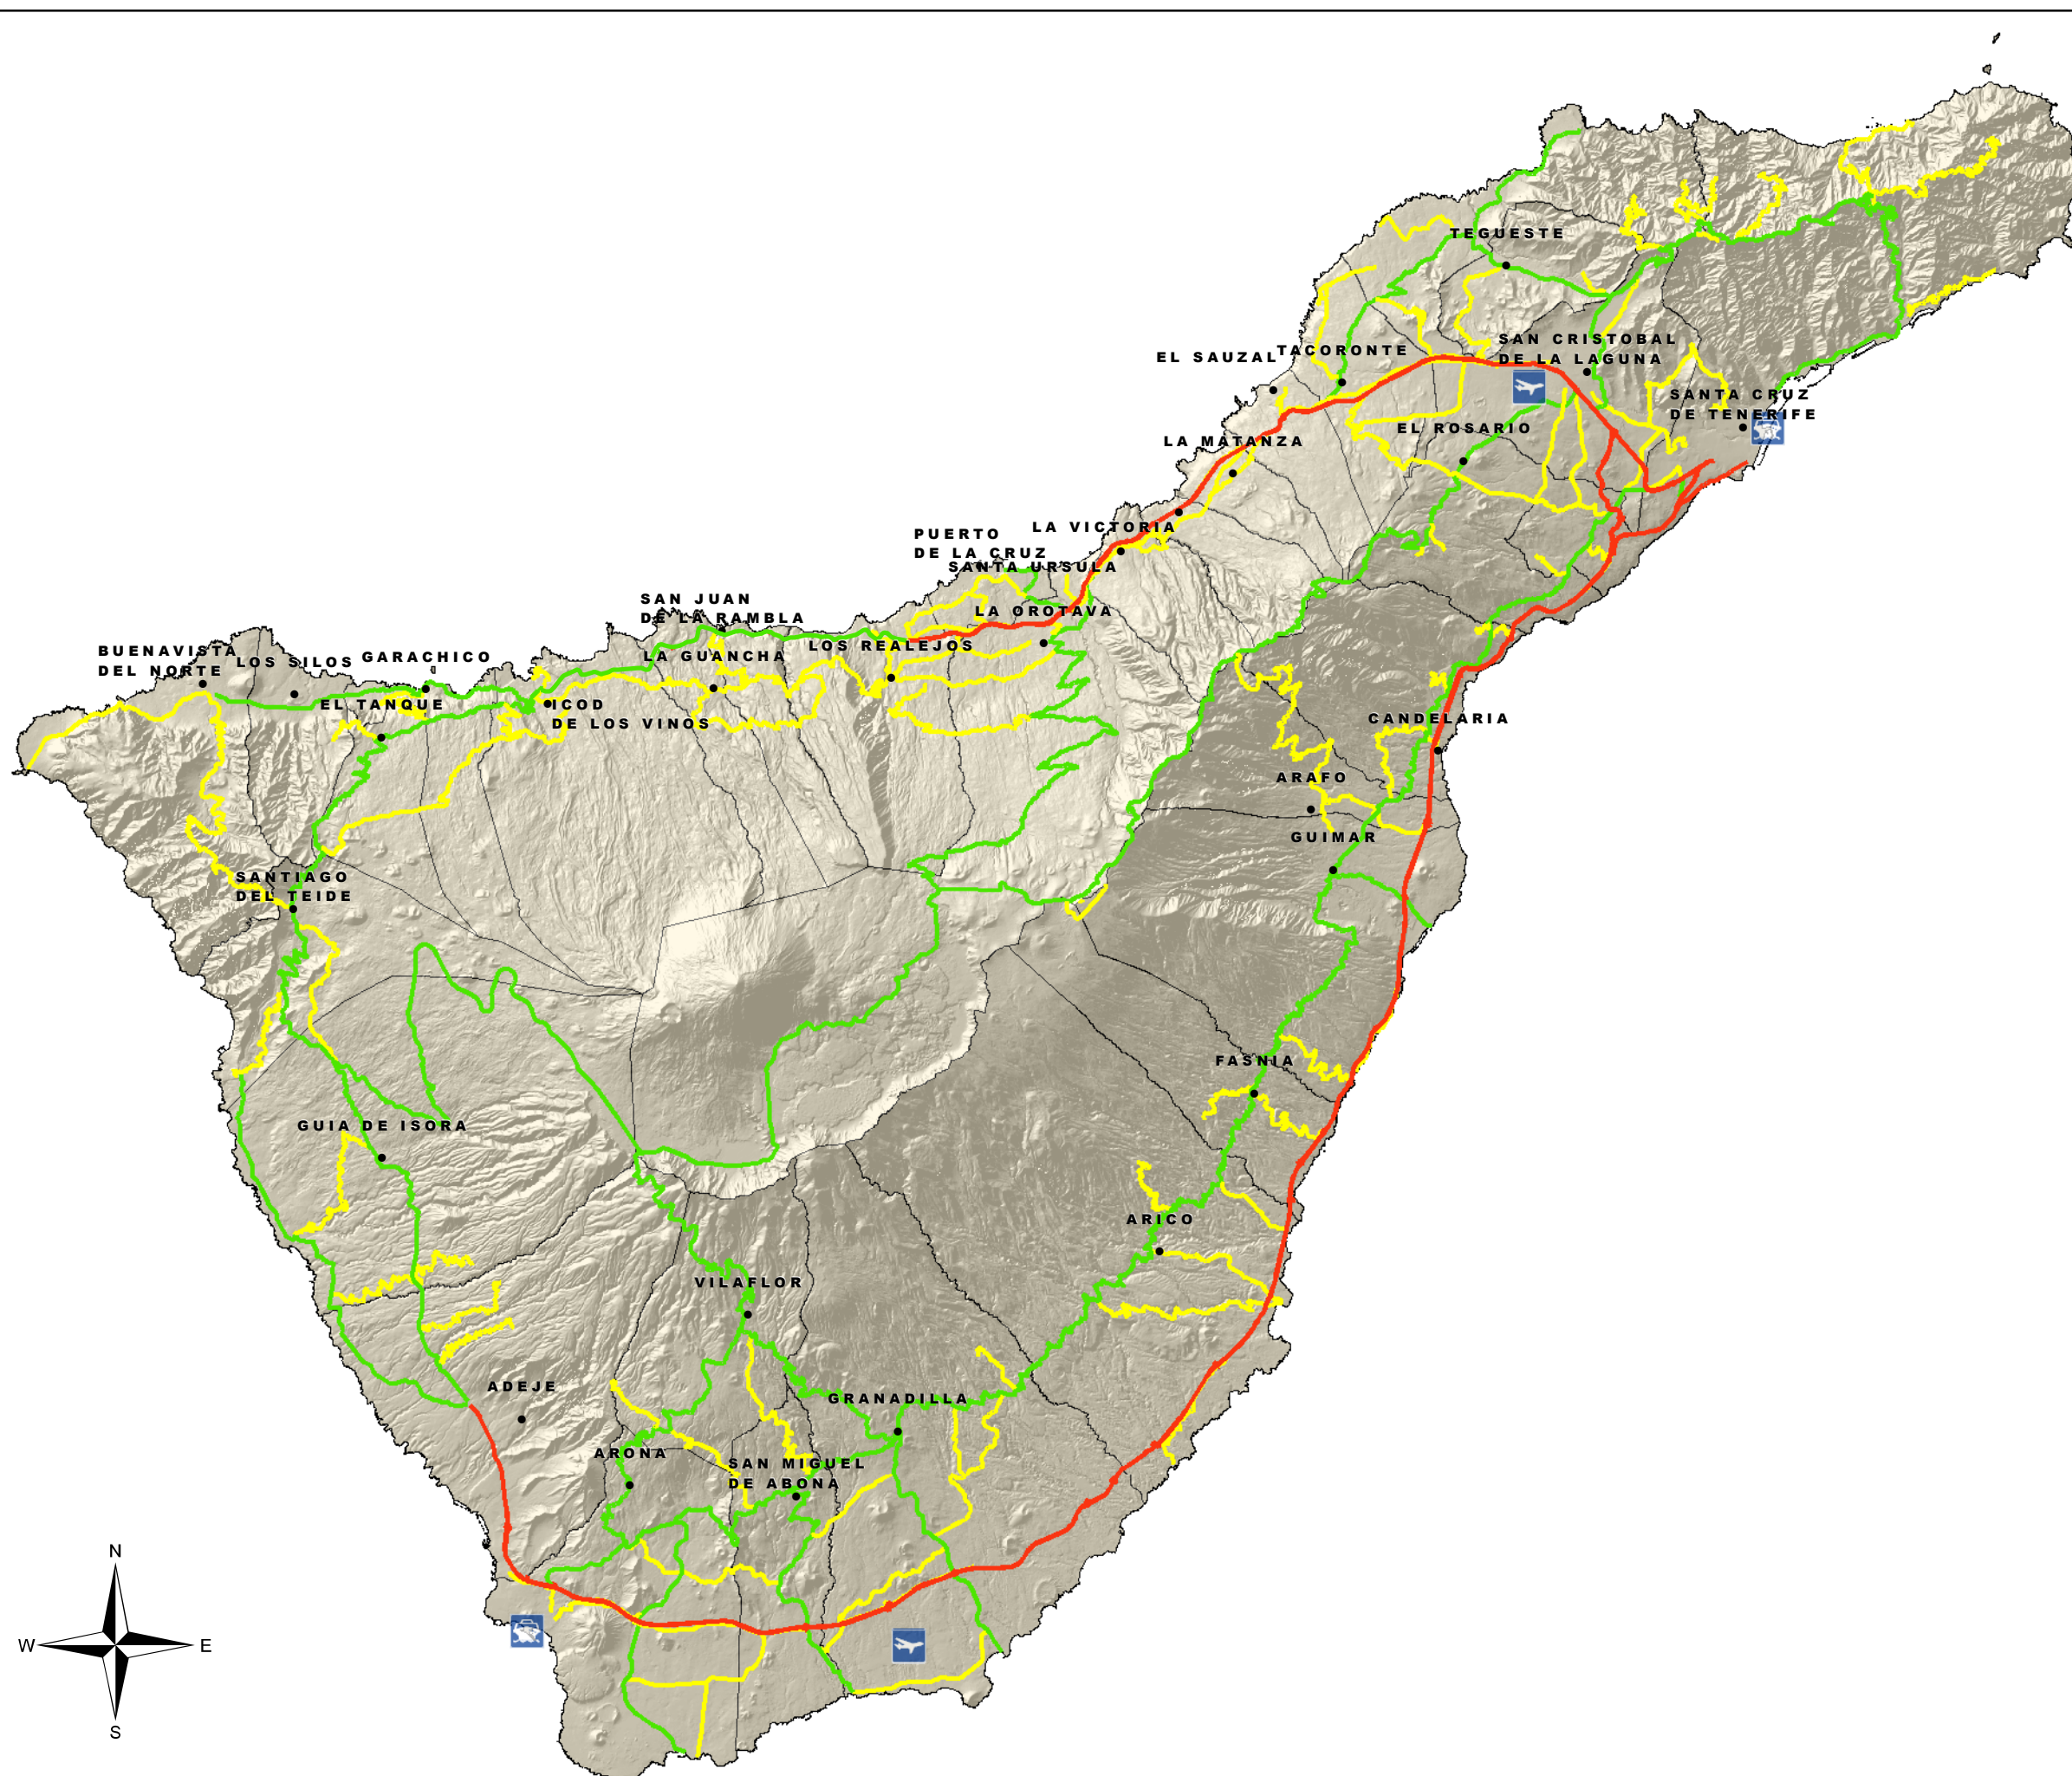 TEGUESTE
SAN CRISTOBAL
DE LA LAGUNA
EL SAUZAL
TACORONTE
SANTA CRUZ
DE TENERIFE
EL ROSARIO
LA MATANZA
LA VICTORIA
PUERTO
DE LA CRUZ
SANTA URSULA
LA OROTAVA
SAN JUAN
DE LA RAMBLA
LOS REALEJOS
LA GUANCHA
BUENAVISTA
DEL NORTE
LOS SILOS
GARACHICO
EL TANQUE
ICOD
DE LOS VINOS
CANDELARIA
ARAFO
GUIMAR
SANTIAGO
DEL TEIDE
FASNIA
GUIA DE ISORA
ARICO
VILAFLOR
ADEJE
GRANADILLA
ARONA
SAN MIGUEL
DE ABONA
N
W
E
S